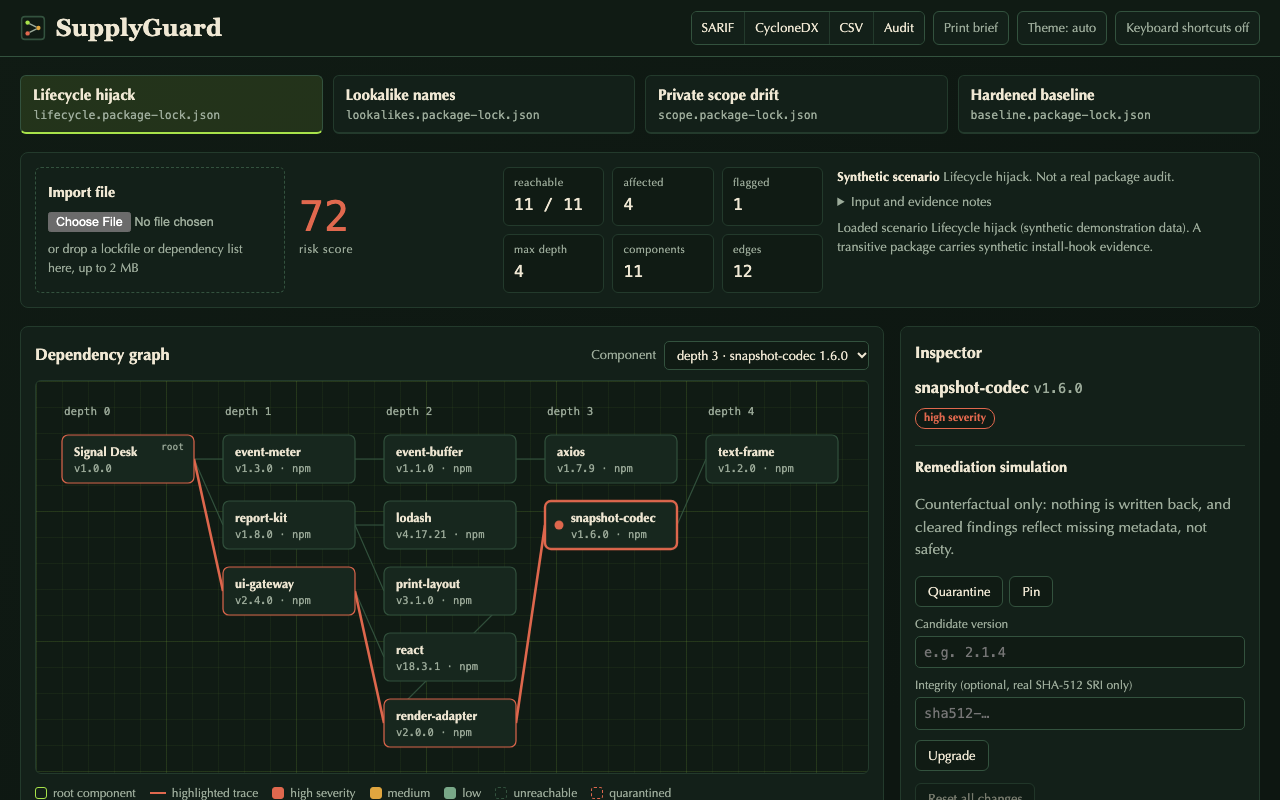 SupplyGuard
SARIF CycloneDX CSV Audit Print brief Theme: auto Keyboard shortcuts off
Lifecycle hijack
lifecycle.package-lock.json
Lookalike names
lookalikes.package-lock.json
Private scope drift
scope.package-lock.json
Hardened baseline
baseline.package-lock.json
Import file
Choose File No file chosen
or drop a lockfile or dependency list
here, up to 2 MB
72
risk score
reachable
11 / 11
affected
4
flagged
1
max depth
4
components
11
edges
12
Synthetic scenario Lifecycle hijack. Not a real package audit.
Input and evidence notes
Loaded scenario Lifecycle hijack (synthetic demonstration data). A
transitive package carries synthetic install-hook evidence.
Dependency graph
Component depth 3 · snapshot-codec 1.6.0
depth 0 depth 1 depth 2 depth 3 depth 4
Signal Desk root
v1.0.0
event-meter
v1.3.0 · npm
event-buffer
v1.1.0 · npm
axios
v1.7.9 · npm
text-frame
v1.2.0 · npm
report-kit
v1.8.0 · npm
lodash
v4.17.21 · npm
snapshot-codec
v1.6.0 · npm
ui-gateway
v2.4.0 · npm
print-layout
v3.1.0 · npm
react
v18.3.1 · npm
render-adapter
v2.0.0 · npm
root component highlighted trace high severity medium low unreachable quarantined
Inspector
snapshot-codec v1.6.0
high severity
Remediation simulation
Counterfactual only: nothing is written back, and
cleared findings reflect missing metadata, not
safety.
Quarantine Pin
Candidate version
e.g. 2.1.4
Integrity (optional, real SHA-512 SRI only)
sha512-…
Upgrade
Reset all changes